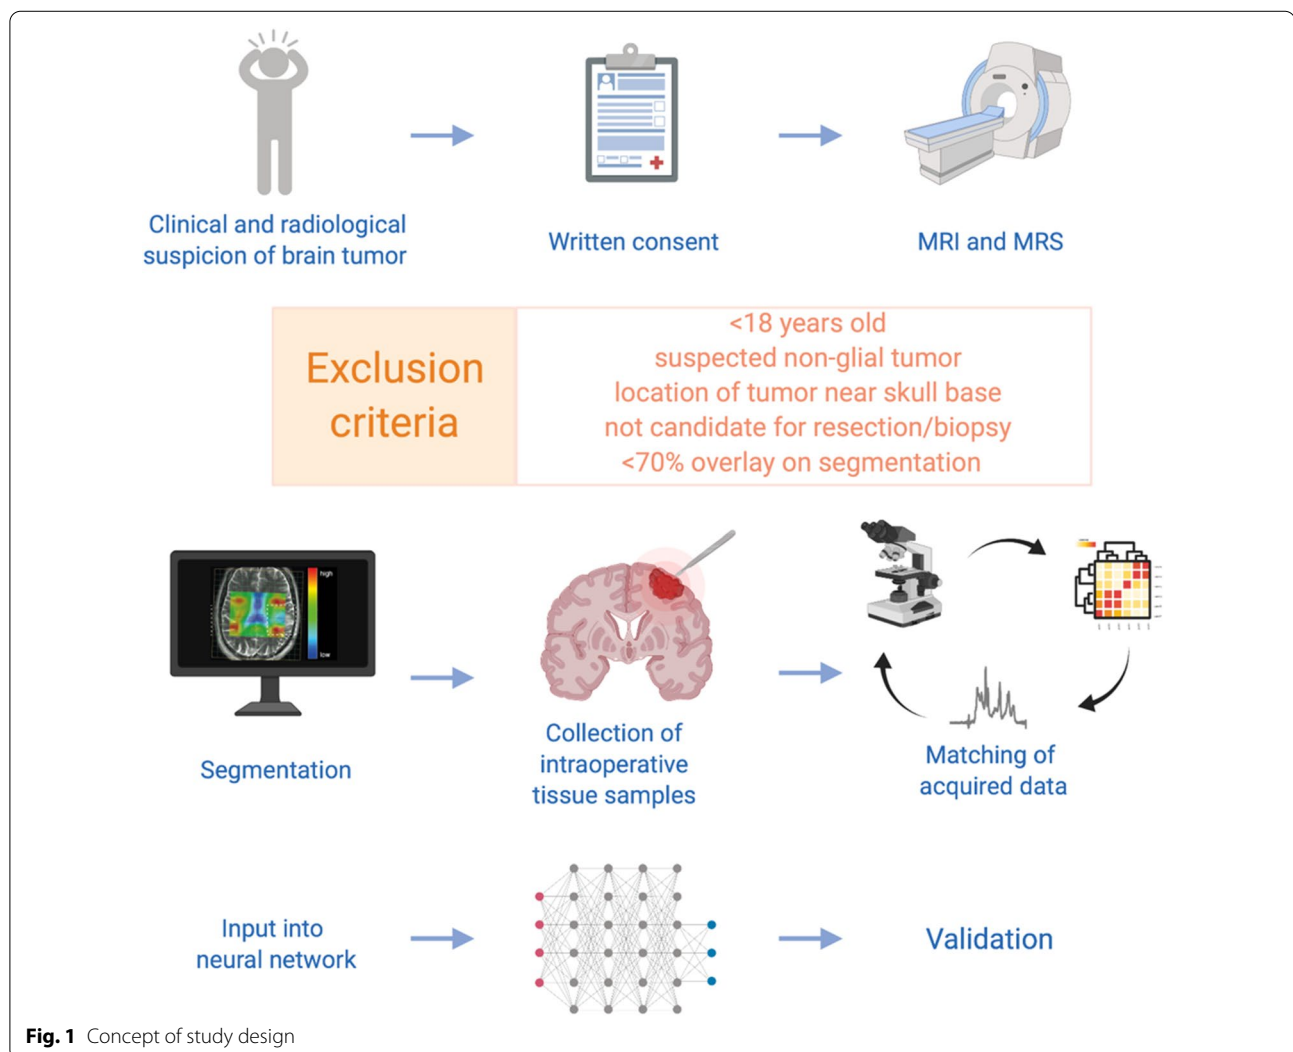 Clinical and radiological
suspicion of brain tumor
Written consent
MRI and MRS
Exclusion
criteria
<18 years old
suspected non-glial tumor
location of tumor near skull base
not candidate for resection/biopsy
<70% overlay on segmentation
high
low
Segmentation
Collection of
intraoperative
tissue samples
Matching of
acquired data
Input into
neural network
Validation
Fig. 1 Concept of study design